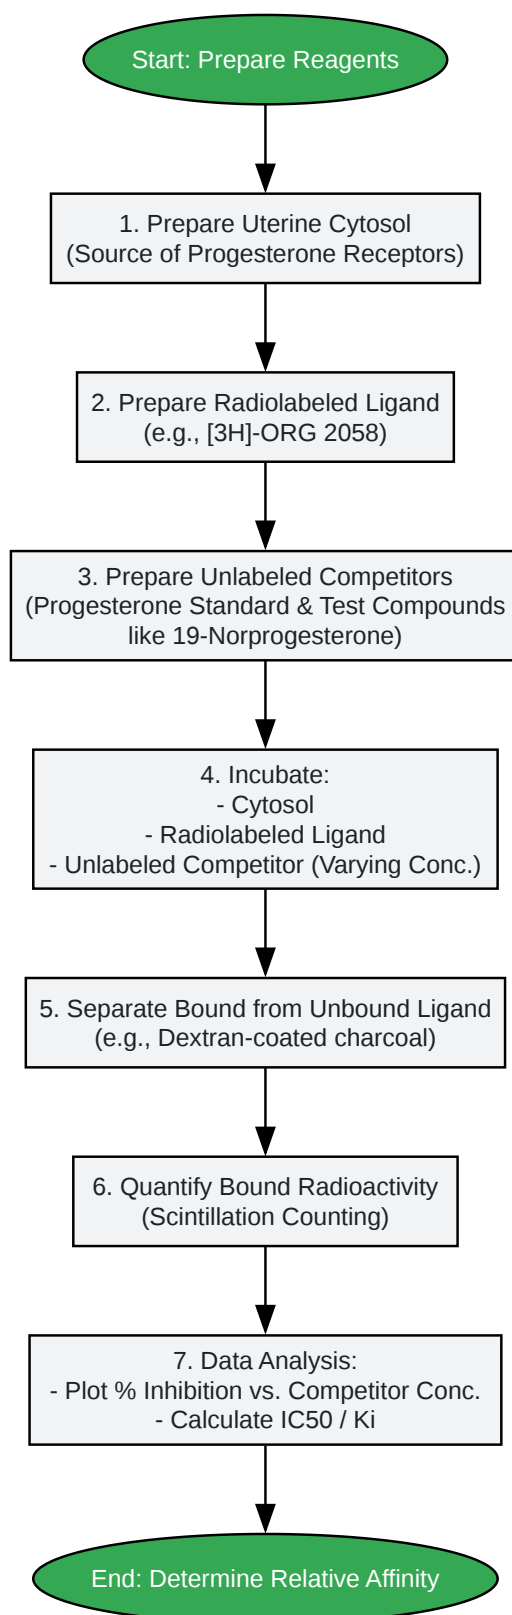 Start: Prepare Reagents
1. Prepare Uterine Cytosol
(Source of Progesterone Receptors)
2. Prepare Radiolabeled Ligand
(e.g., [3H]-ORG 2058)
3. Prepare Unlabeled Competitors
(Progesterone Standard & Test Compounds
like 19-Norprogesterone)
4. Incubate:
- Cytosol
- Radiolabeled Ligand
- Unlabeled Competitor (Varying Conc.)
5. Separate Bound from Unbound Ligand
(e.g., Dextran-coated charcoal)
6. Quantify Bound Radioactivity
(Scintillation Counting)
7. Data Analysis:
- Plot % Inhibition vs. Competitor Conc.
- Calculate IC50 / Ki
End: Determine Relative Affinity